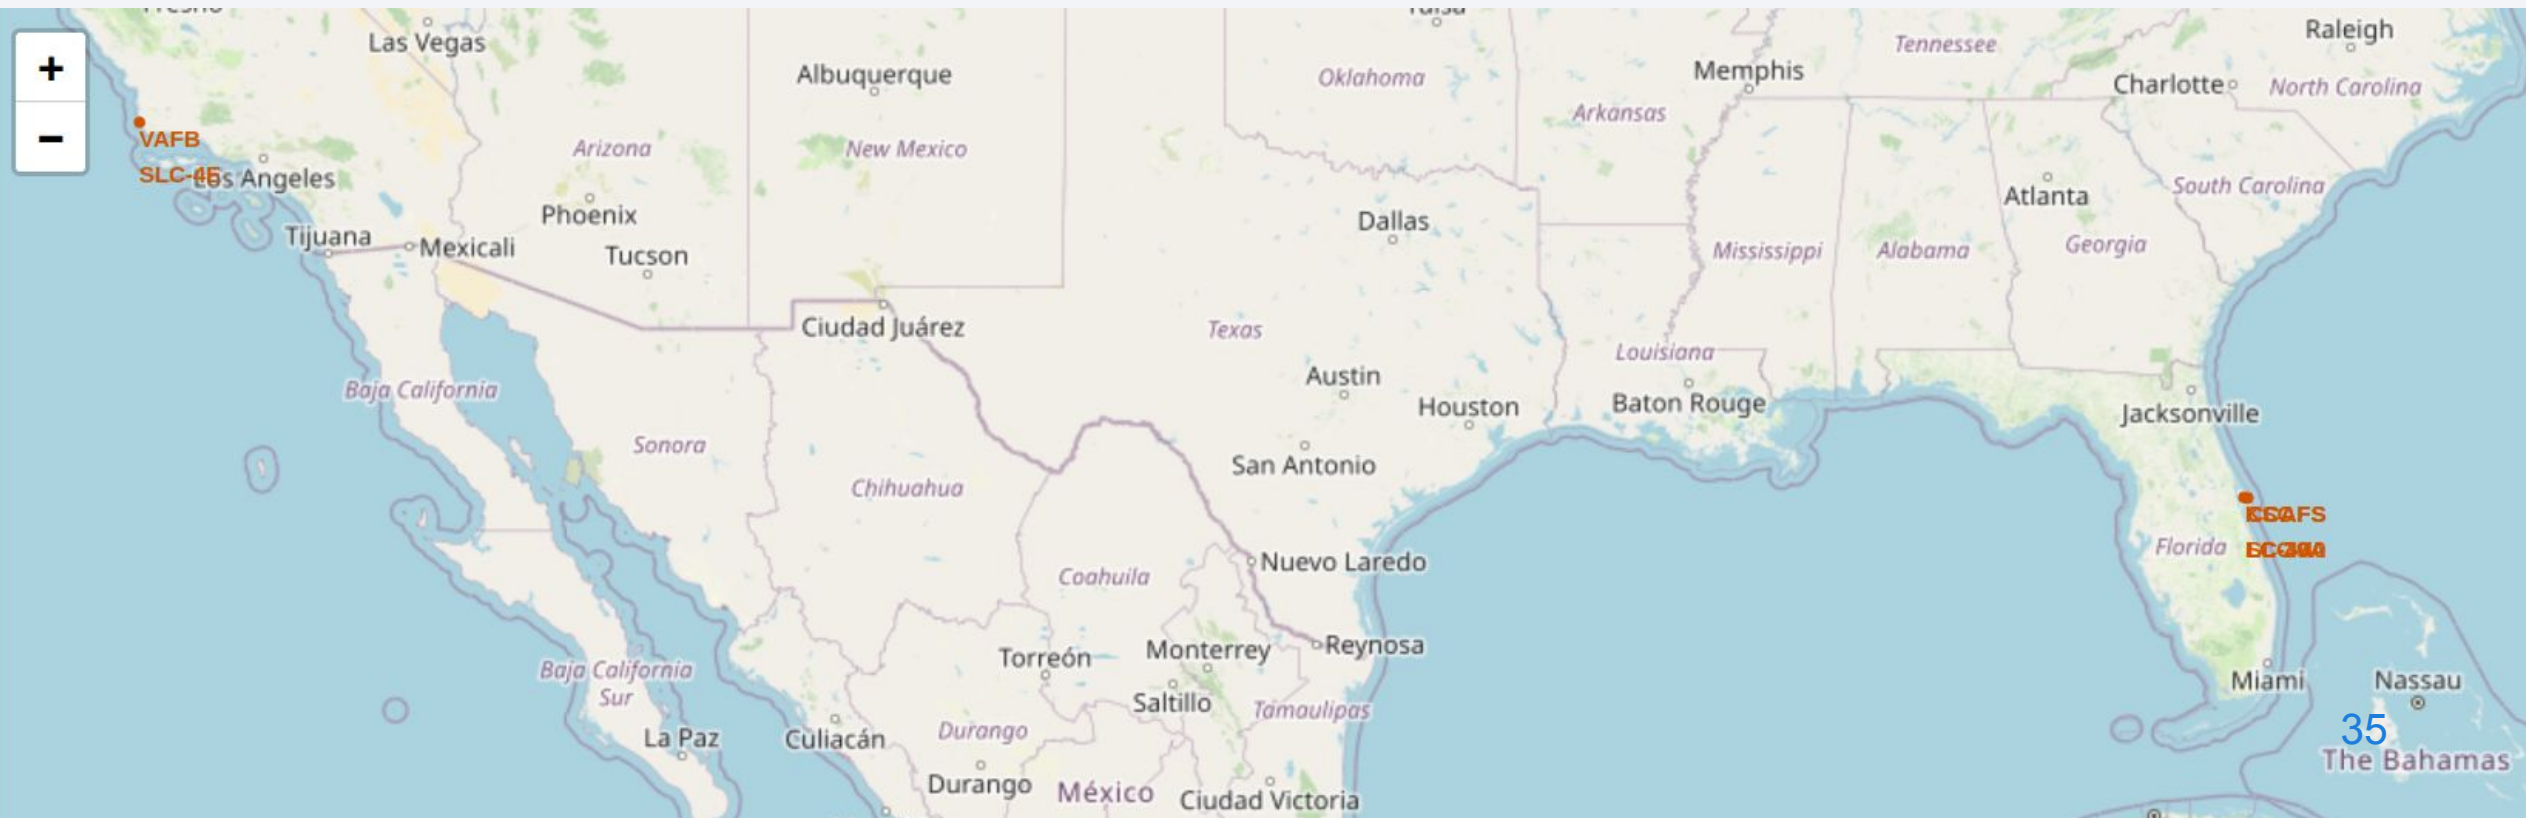 Las Vegas
Raleigh
Tennessee
Albuquerque
Oklahoma
Memphis
Charlotte
North Carolina
Arkansas
+
−
VAFB
SLC-4E
Los Angeles
Arizona
New Mexico
Phoenix
Dallas
Atlanta
South Carolina
Tijuana
Mexicali
Tucson
Mississippi
Alabama
Georgia
Ciudad Juárez
Texas
Louisiana
Baja California
Austin
Houston
Baton Rouge
Jacksonville
Sonora
San Antonio
Chihuahua
Florida
Nuevo Laredo
Coahuila
Torreón
Monterrey
Reynosa
Baja California
Sur
Saltillo
Tamaulipas
Miami
Nassau
La Paz
Culiacán
Durango
35
The Bahamas
Durango
México
Ciudad Victoria